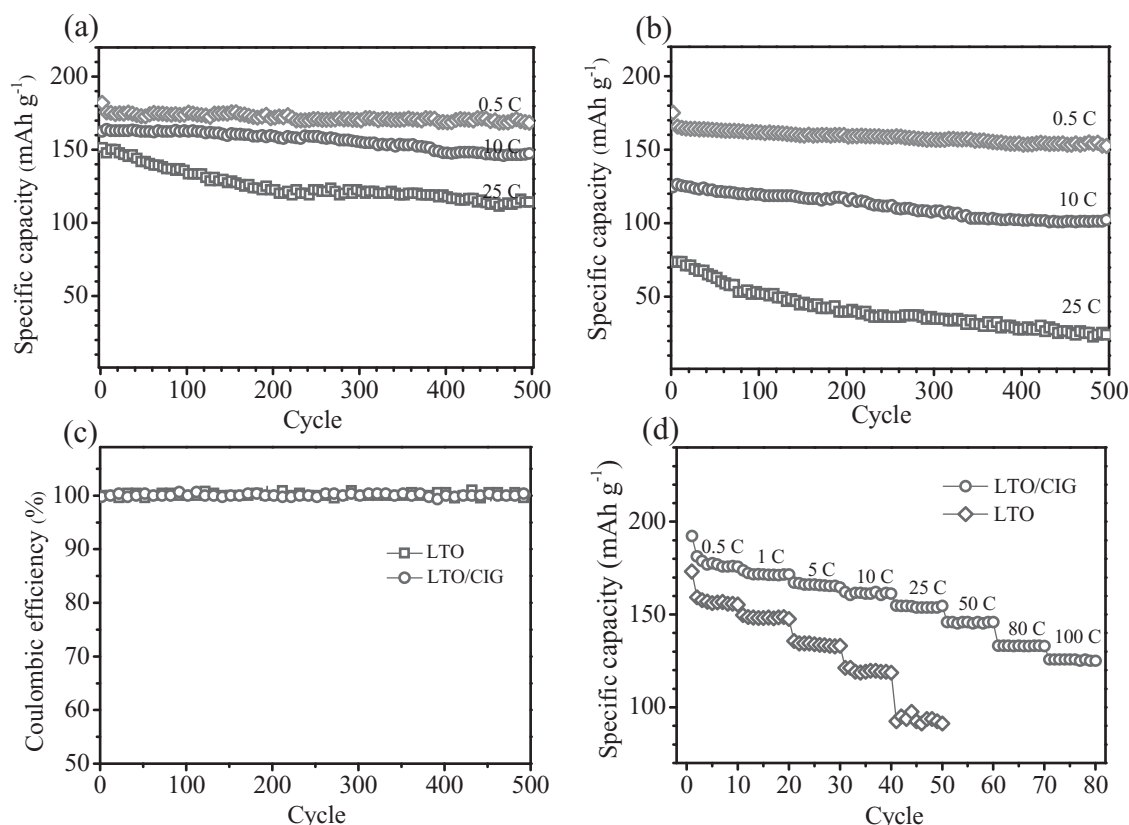 (a)
200
150
100
50
0
100
200
300
400
500
Specific capacity (mAh g⁻¹)
Cycle
0.5 C
10 C
25 C
(b)
200
150
100
50
0
100
200
300
400
500
Specific capacity (mAh g⁻¹)
Cycle
0.5 C
10 C
25 C
(c)
100
90
80
70
60
50
0
100
200
300
400
500
Coulombic efficiency (%)
Cycle
LTO
LTO/CIG
(d)
200
150
100
0
10
20
30
40
50
60
70
80
Specific capacity (mAh g⁻¹)
Cycle
LTO/CIG
LTO
0.5 C
1 C
5 C
10 C
25 C
50 C
80 C
100 C